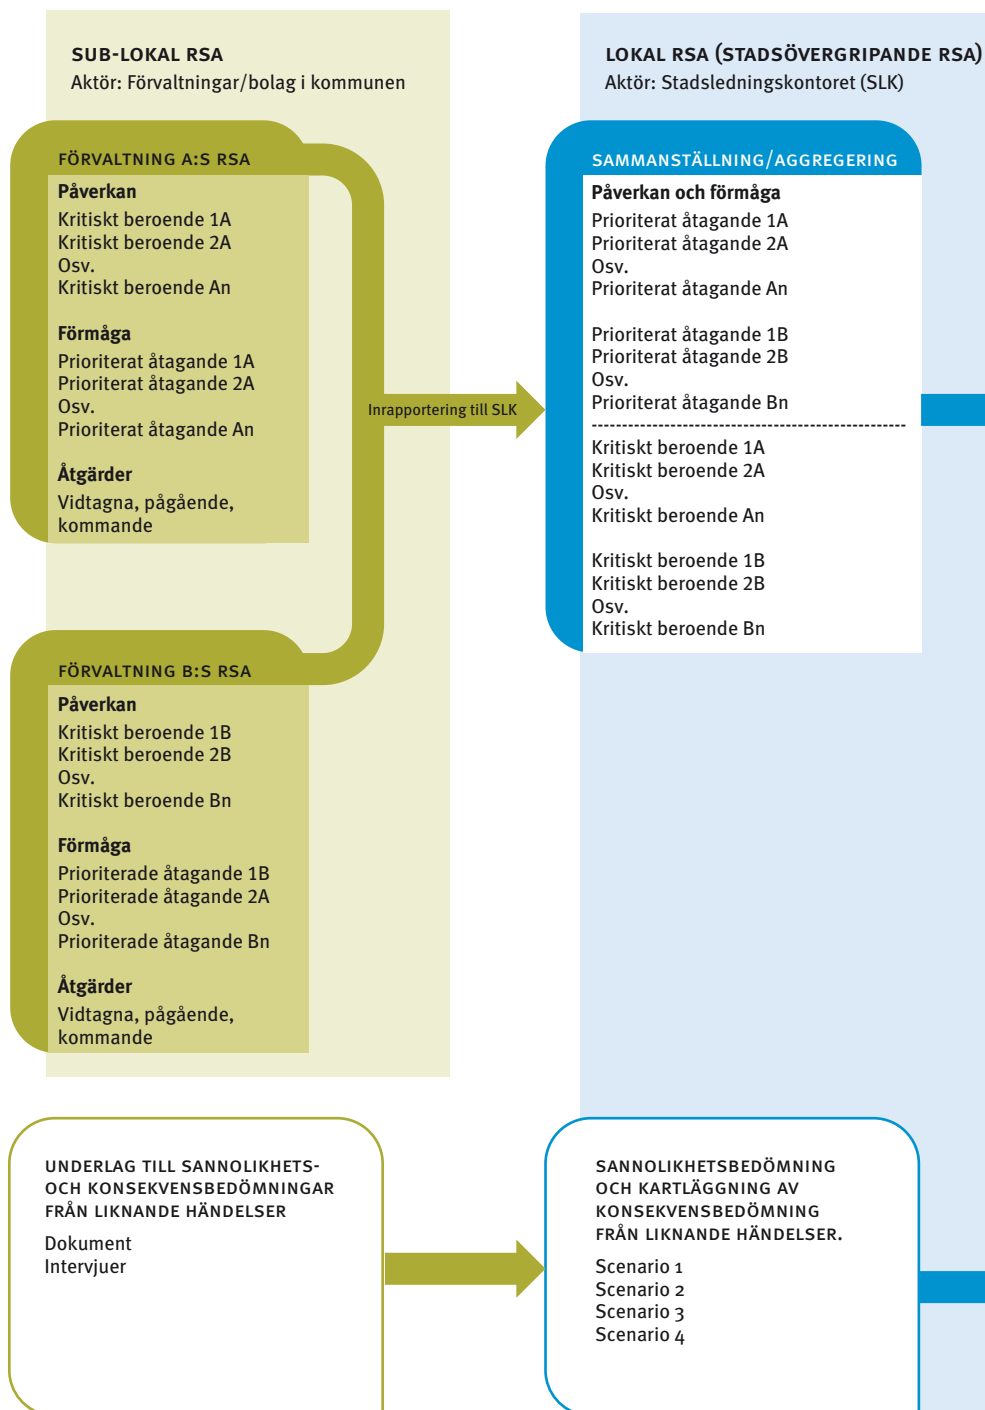 SUB-LOKAL RSA
Aktör: Förvaltningar/bolag i kommunen
FÖRVALTNING A:S RSA
Påverkan
Kritiskt beroende 1A
Kritiskt beroende 2A
Osv.
Kritiskt beroende An
Förmåga
Prioriterat åtagande 1A
Prioriterat åtagande 2A
Osv.
Prioriterat åtagande An
Åtgärder
Vidtagna, pågående,
kommande
Inrapportering till SLK
FÖRVALTNING B:S RSA
Påverkan
Kritiskt beroende 1B
Kritiskt beroende 2B
Osv.
Kritiskt beroende Bn
Förmåga
Prioriterade åtagande 1B
Prioriterade åtagande 2A
Osv.
Prioriterade åtagande Bn
Åtgärder
Vidtagna, pågående,
kommande
LOKAL RSA (STADSÖVERGRIPANDE RSA)
Aktör: Stadsledningskontoret (SLK)
SAMMANSTÄLLNING/AGGREGERING
Påverkan och förmåga
Prioriterat åtagande 1A
Prioriterat åtagande 2A
Osv.
Prioriterat åtagande An
Prioriterat åtagande 1B
Prioriterat åtagande 2B
Osv.
Prioriterat åtagande Bn
Kritiskt beroende 1A
Kritiskt beroende 2A
Osv.
Kritiskt beroende An
Kritiskt beroende 1B
Kritiskt beroende 2B
Osv.
Kritiskt beroende Bn
UNDERLAG TILL SANNOLIKHETS-
OCH KONSEKVENSBEDÖMNINGAR
FRÅN LIKNANDE HÄNDELSER
Dokument
Intervjuer
SANNOLIKHETSBEDÖMNING
OCH KARTLÄGGNING AV
KONSEKVENSBEDÖMNING
FRÅN LIKNANDE HÄNDELSER.
Scenario 1
Scenario 2
Scenario 3
Scenario 4